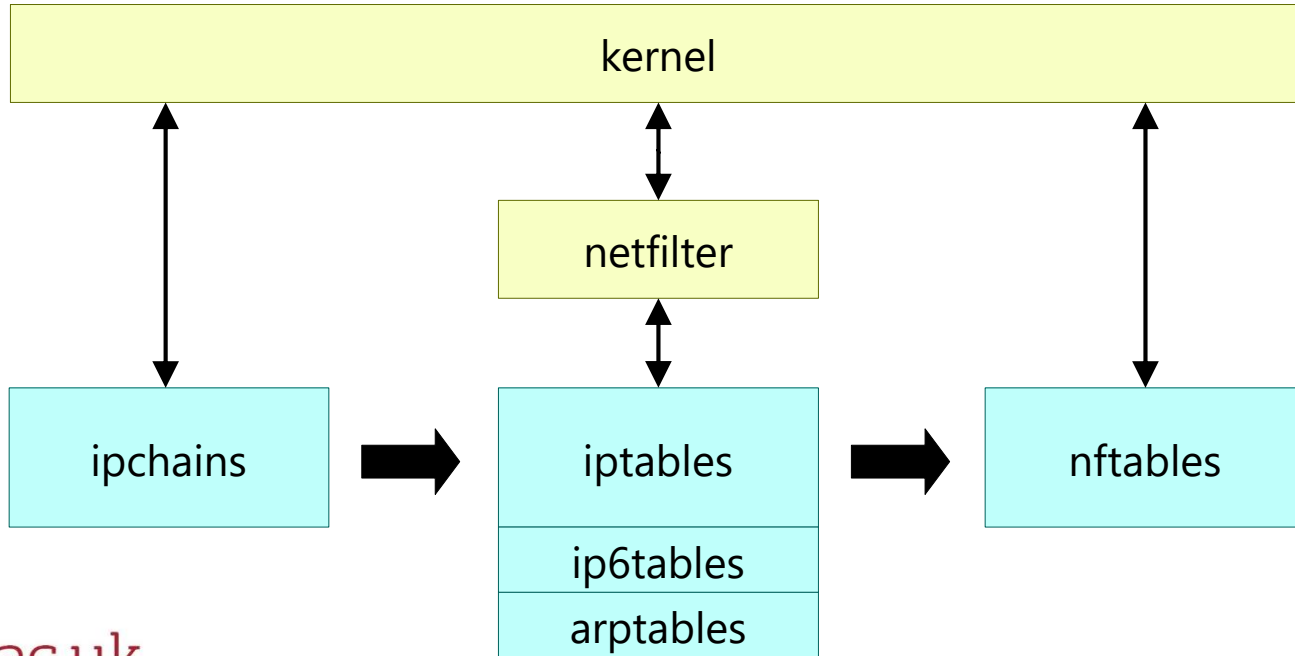 kernel
netfilter
ipchains
iptables
nftables
ip6tables
arptables